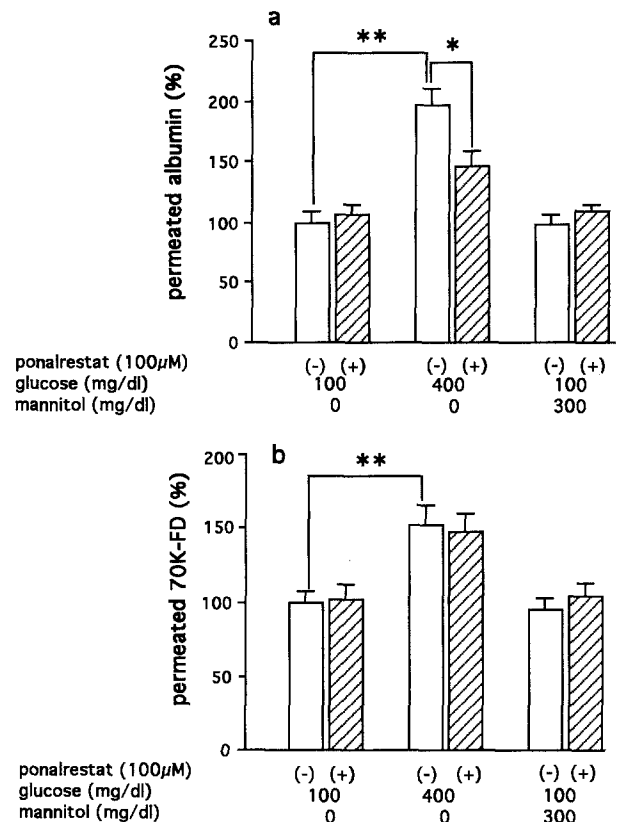 a
250
200
150
100
50
0
permeated albumin (%)
** *
ponalrestat (100μM) (-) (+) (-) (+) (-) (+)
glucose (mg/dl) 100 400 100
mannitol (mg/dl) 0 0 300
b
200
150
100
50
0
permeated 70K-FD (%)
**
ponalrestat (100μM) (-) (+) (-) (+) (-) (+)
glucose (mg/dl) 100 400 100
mannitol (mg/dl) 0 0 300